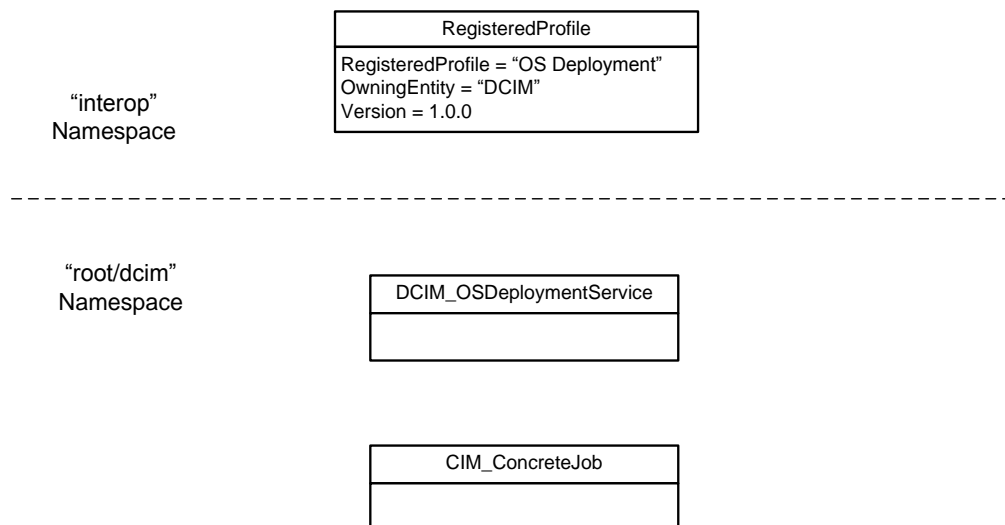 RegisteredProfile
RegisteredProfile = “OS Deployment”
OwningEntity = “DCIM”
Version = 1.0.0
“interop”
Namespace
“root/dcim”
Namespace
DCIM_OSDeploymentService
CIM_ConcreteJob